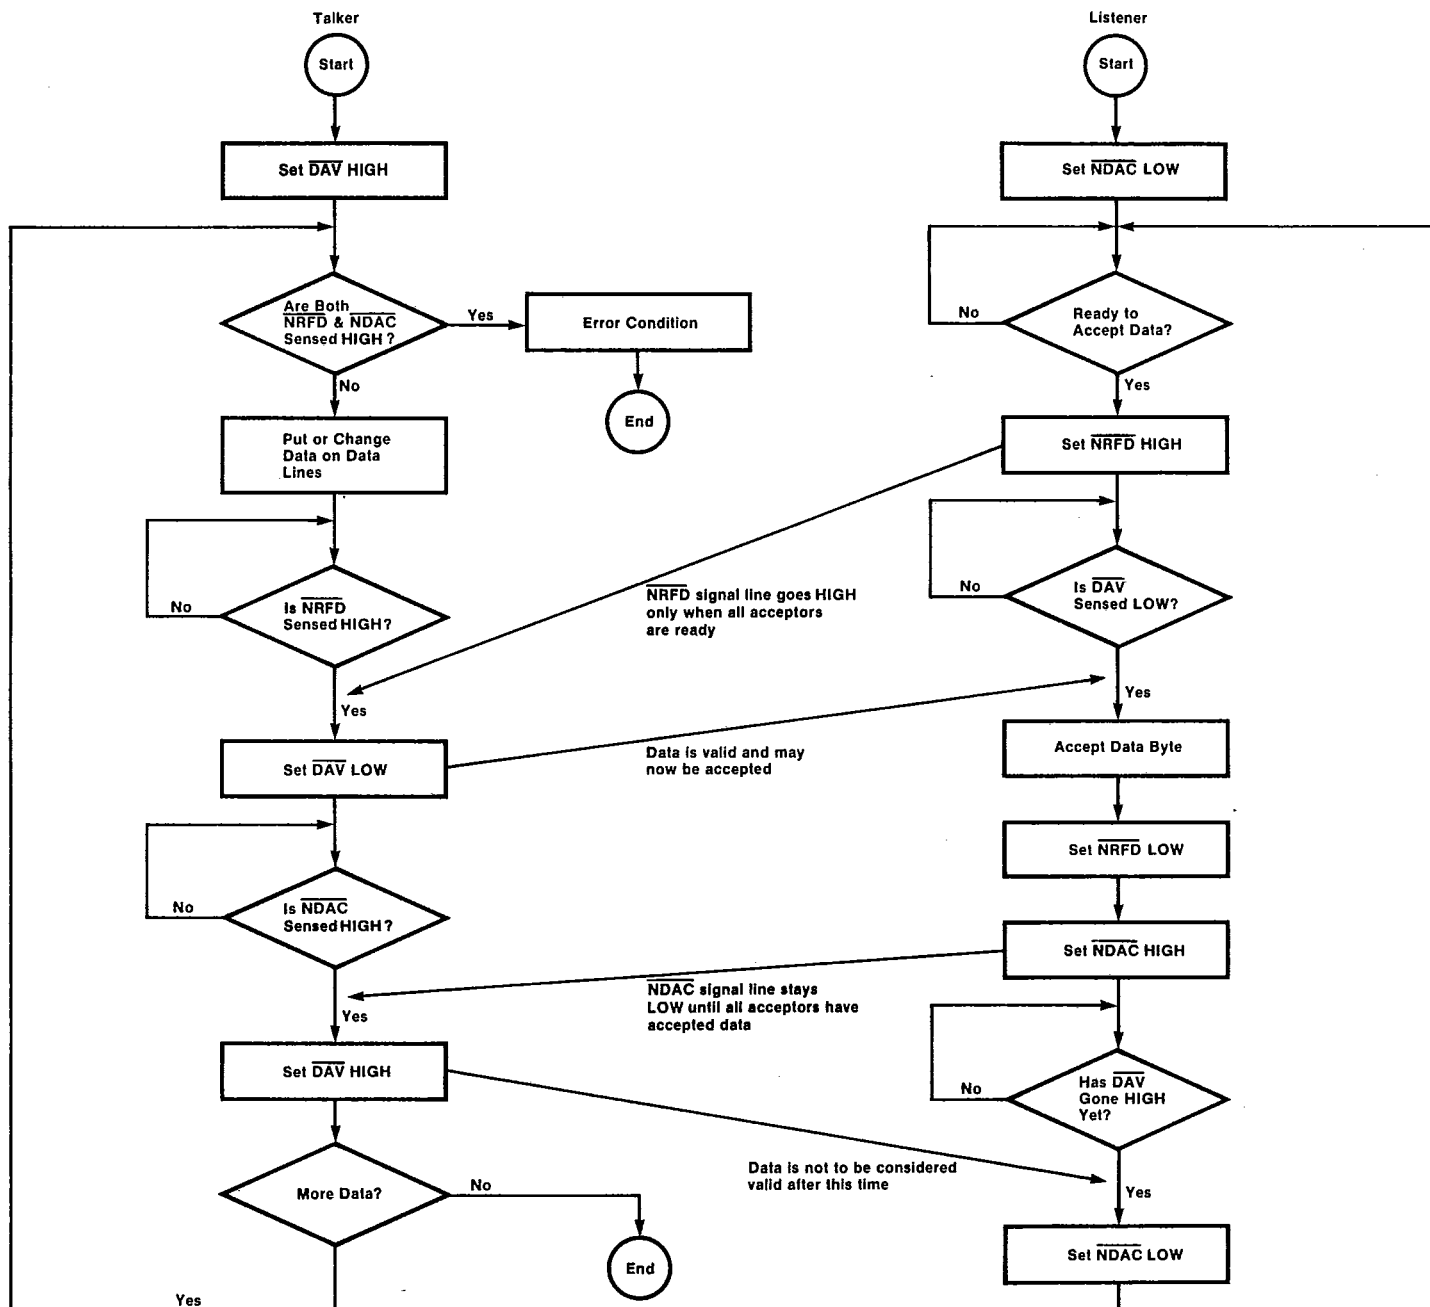 Talker
Start
Set DAV HIGH
Are Both
NRFD & NDAC
Sensed HIGH?
Yes
Error Condition
End
No
Put or Change
Data on Data
Lines
No
Is NRFD
Sensed HIGH?
Yes
Set DAV LOW
No
Is NDAC
Sensed HIGH?
Yes
Set DAV HIGH
More Data?
No
End
Yes
NRFD signal line goes HIGH
only when all acceptors
are ready
Data is valid and may
now be accepted
NDAC signal line stays
LOW until all acceptors have
accepted data
Data is not to be considered
valid after this time
Listener
Start
Set NDAC LOW
No
Ready to
Accept Data?
Yes
Set NRFD HIGH
No
Is DAV
Sensed LOW?
Yes
Accept Data Byte
Set NRFD LOW
Set NDAC HIGH
No
Has DAV
Gone HIGH
Yet?
Yes
Set NDAC LOW